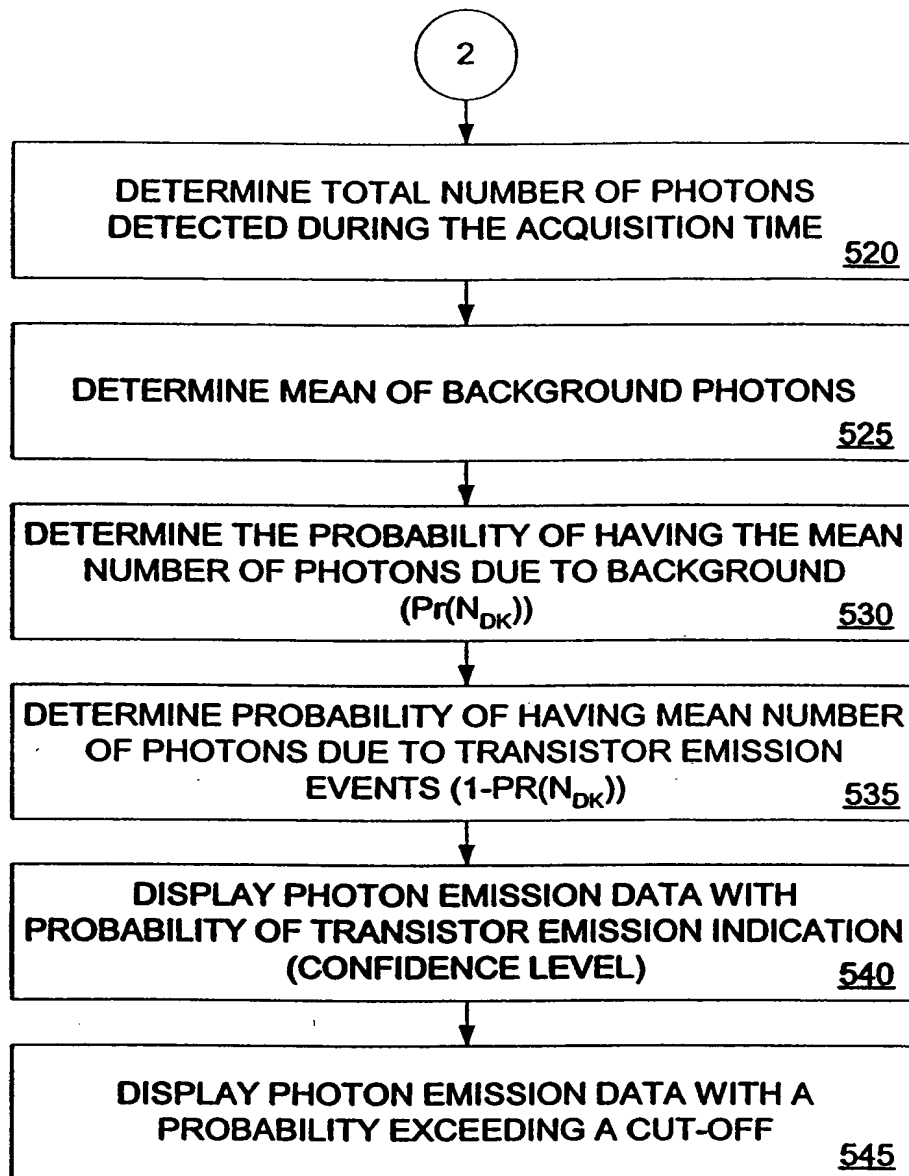 2
DETERMINE TOTAL NUMBER OF PHOTONS
DETECTED DURING THE ACQUISITION TIME
520
DETERMINE MEAN OF BACKGROUND PHOTONS
525
DETERMINE THE PROBABILITY OF HAVING THE MEAN
NUMBER OF PHOTONS DUE TO BACKGROUND
(Pr(N_DK))
530
DETERMINE PROBABILITY OF HAVING MEAN NUMBER
OF PHOTONS DUE TO TRANSISTOR EMISSION
EVENTS (1-PR(N_DK))
535
DISPLAY PHOTON EMISSION DATA WITH
PROBABILITY OF TRANSISTOR EMISSION INDICATION
(CONFIDENCE LEVEL)
540
DISPLAY PHOTON EMISSION DATA WITH A
PROBABILITY EXCEEDING A CUT-OFF
545